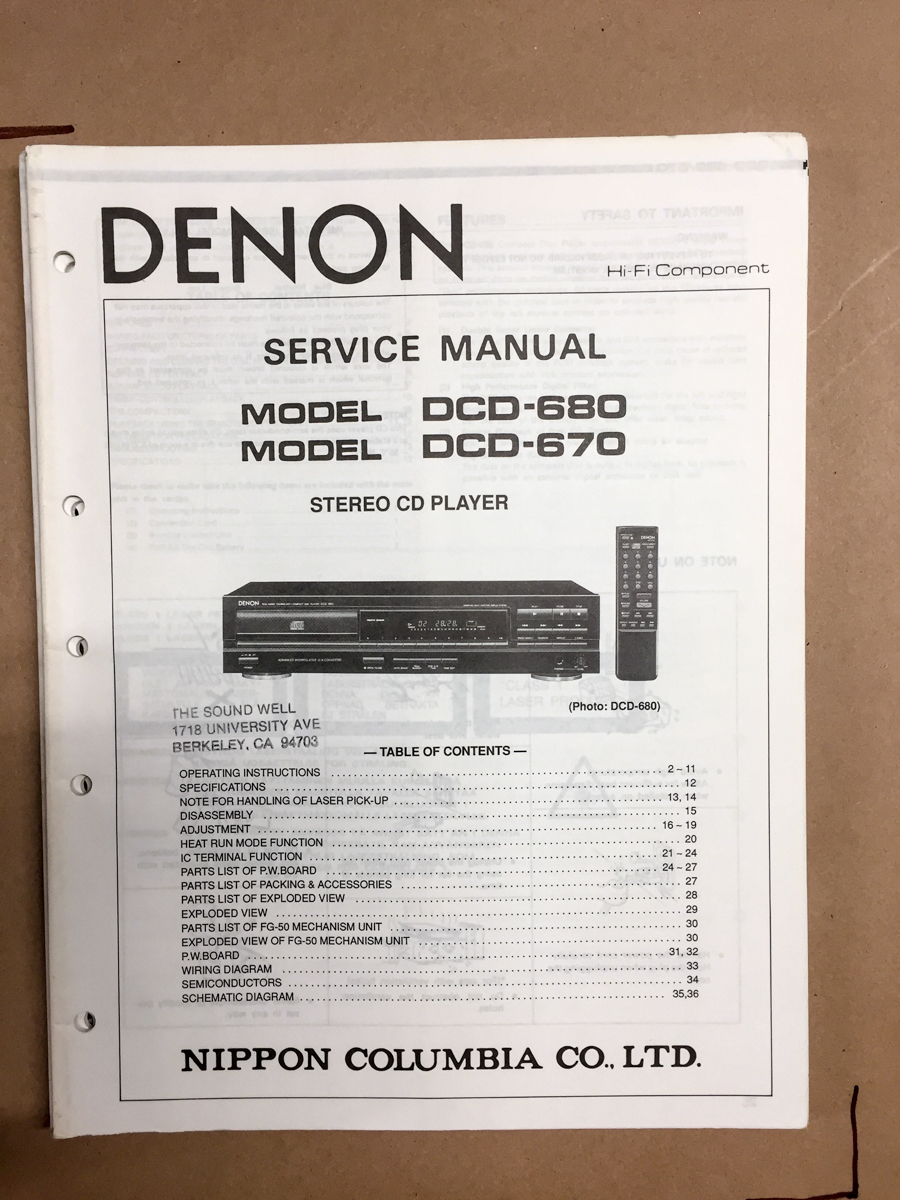 DENON
Hi-Fi Component
SERVICE MANUAL
MODEL DCD-680
MODEL DCD-670
STEREO CD PLAYER
DENON
DENON
(Photo: DCD-680)
THE SOUND WELL
1718 UNIVERSITY AVE
BERKELEY, CA 94703
— TABLE OF CONTENTS —
OPERATING INSTRUCTIONS 2 ~ 11
SPECIFICATIONS 12
NOTE FOR HANDLING OF LASER PICK-UP 13, 14
DISASSEMBLY 15
ADJUSTMENT 16 ~ 19
HEAT RUN MODE FUNCTION 20
IC TERMINAL FUNCTION 21 ~ 24
PARTS LIST OF P.W.BOARD 24 ~ 27
PARTS LIST OF PACKING & ACCESSORIES 27
PARTS LIST OF EXPLODED VIEW 28
EXPLODED VIEW 29
PARTS LIST OF FG-50 MECHANISM UNIT 30
EXPLODED VIEW OF FG-50 MECHANISM UNIT 30
P.W.BOARD 31, 32
WIRING DIAGRAM 33
SEMICONDUCTORS 34
SCHEMATIC DIAGRAM 35,36
NIPPON COLUMBIA CO., LTD.